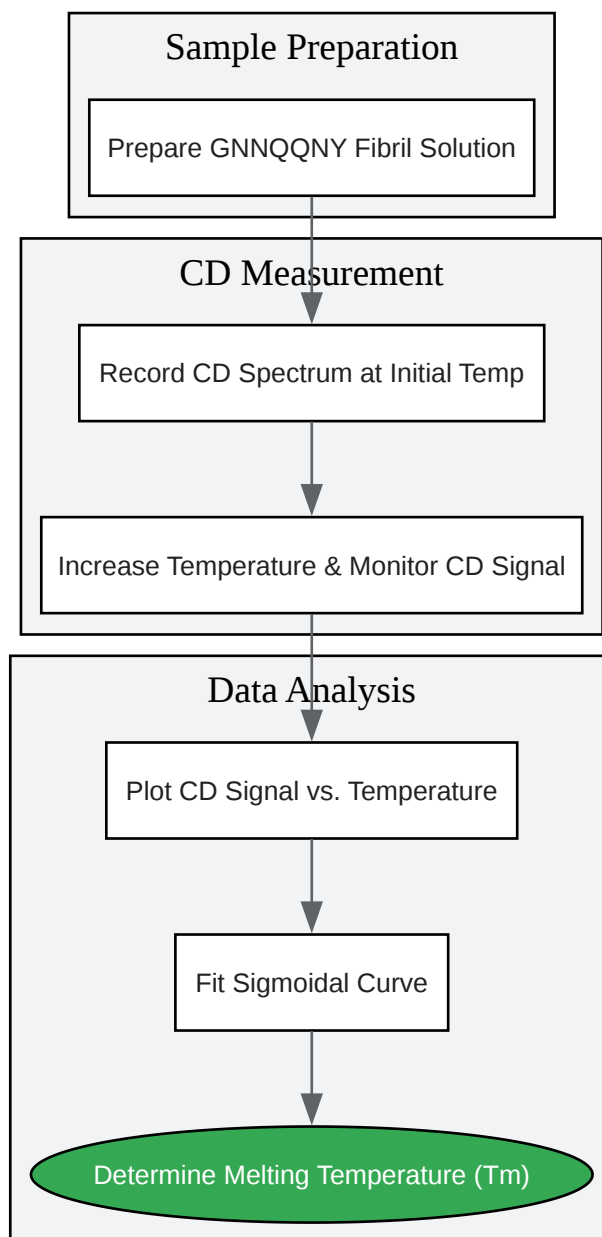 Sample Preparation
Prepare GNNQQNY Fibril Solution
CD Measurement
Record CD Spectrum at Initial Temp
Increase Temperature & Monitor CD Signal
Data Analysis
Plot CD Signal vs. Temperature
Fit Sigmoidal Curve
Determine Melting Temperature (Tm)